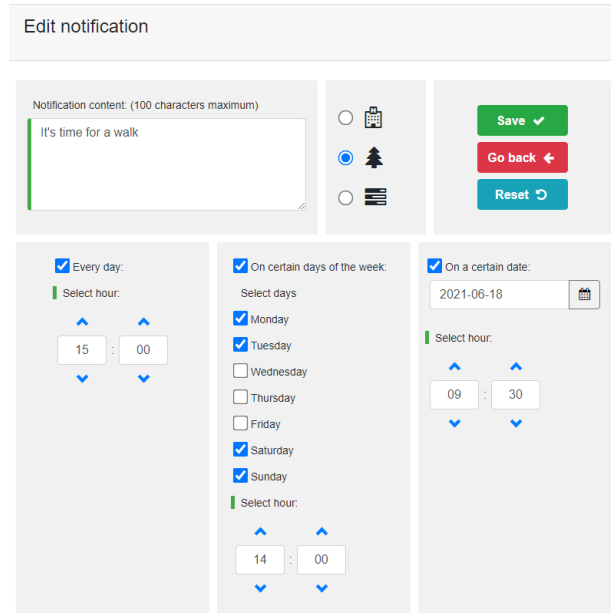 Edit notification
Notification content: (100 characters maximum)
It's time for a walk
Save
Go back
Reset
Every day:
Select hour:
15 : 00
On certain days of the week:
Select days
Monday
Tuesday
Wednesday
Thursday
Friday
Saturday
Sunday
Select hour:
14 : 00
On a certain date:
2021-06-18
Select hour:
09 : 30